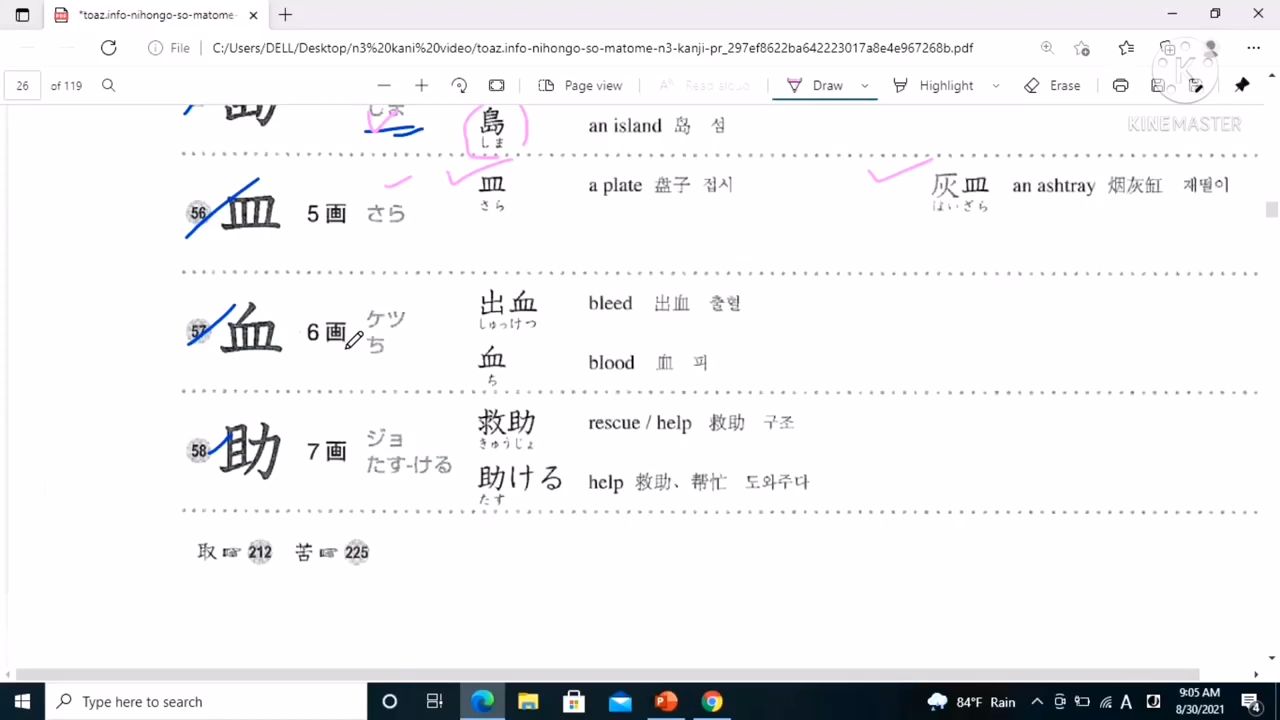 *toaz.info-nihongo-so-matome-
File C:/Users/DELL/Desktop/n3%20kani%20video/toaz.info-nihongo-so-matome-n3-kanji-pr_297ef8622ba642223017a8e4e967268b.pdf
26 of 119 Page view Read aloud Draw Highlight Erase
K
KINEMASTER
島 しま 島 an island 岛 섬
しま
56 皿 5画 さら 皿 a plate 盘子 접시 灰皿 an ashtray 烟灰缸 재떨이
さら はいざら
57 血 6画 ケツ 出血 bleed 出血 출혈
しゅっけつ
ち 血 blood 血 피
ち
58 助 7画 ジョ 救助 rescue / help 救助 구조
きゅうじょ
たす-ける 助ける help 救助、帮忙 도와주다
たす
取☞212 苦☞225
Type here to search
84°F Rain
A
9:05 AM
8/30/2021
4